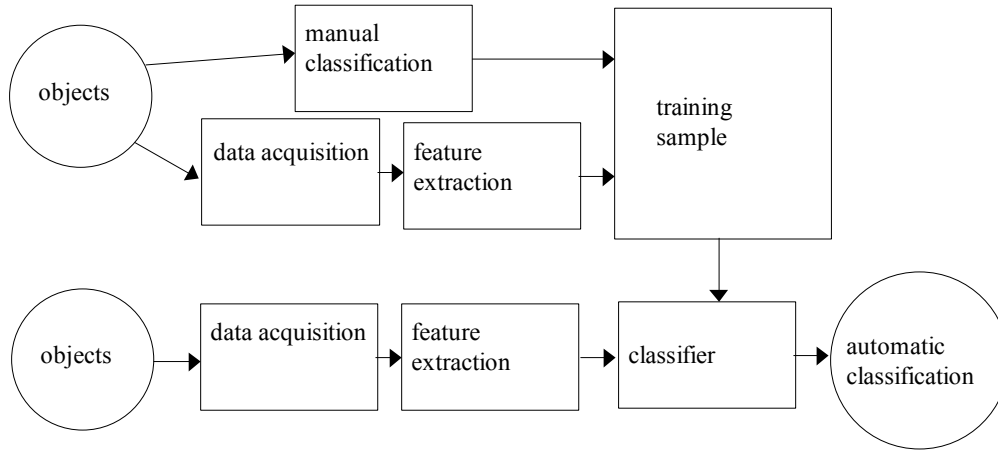 manual
classification
objects
training
sample
data acquisition
feature
extraction
objects
data acquisition
feature
extraction
classifier
automatic
classification